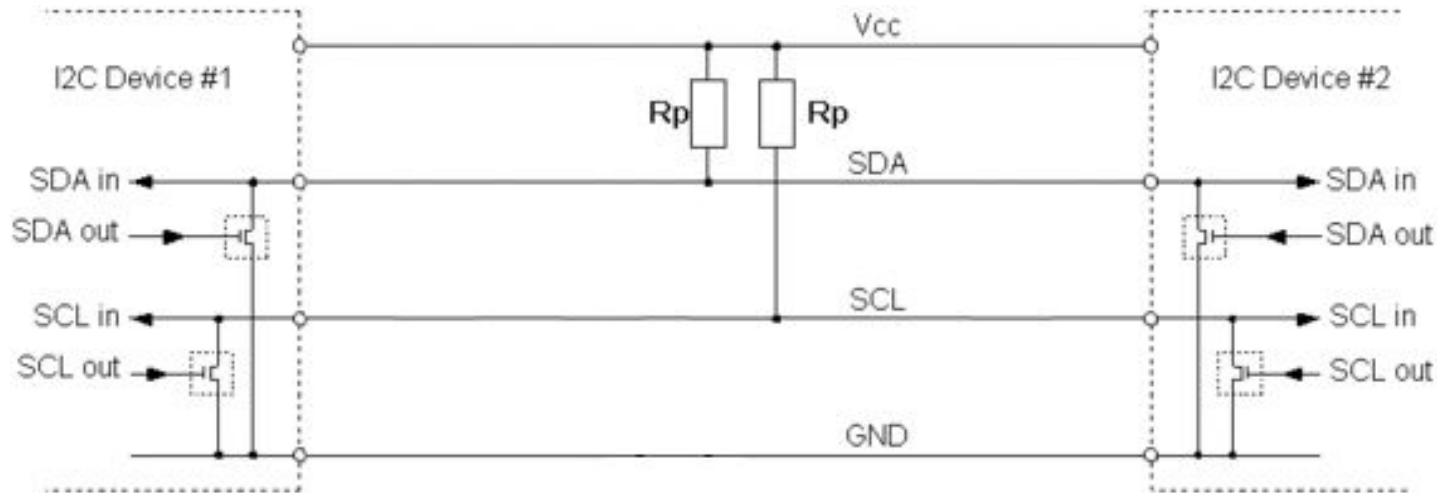 Vcc
I2C Device #1
I2C Device #2
Rp
Rp
SDA
SDA in
SDA in
SDA out
SDA out
SCL
SCL in
SCL in
SCL out
SCL out
GND